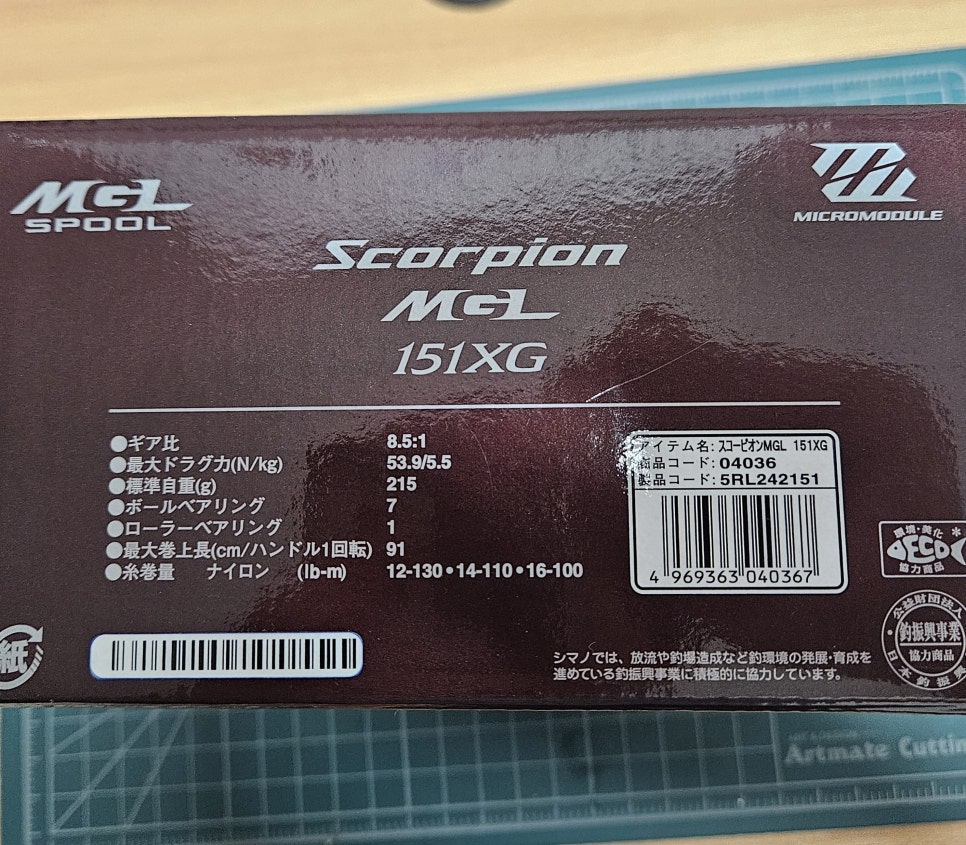 MGL
SPOOL
MICROMODULE
Scorpion
MGL
151XG
●ギア比 8.5:1
●最大ドラグ力(N/kg) 53.9/5.5
●標準自重(g) 215
●ボールベアリング 7
●ローラーベアリング 1
●最大巻上長(cm/ハンドル1回転) 91
●糸巻量 ナイロン (lb-m) 12-130・14-110・16-100
アイテム名: スコーピオンMGL 151XG
商品コード: 04036
製品コード: 5RL242151
4 969363 040367
環境・美化
ECO
協力商品
公益財団法人
釣振興事業
協力商品
日本釣振
紙
シマノでは、放流や釣場造成など釣環境の発展・育成を
進めている釣振興事業に積極的に協力しています。
Artmate Cuttin